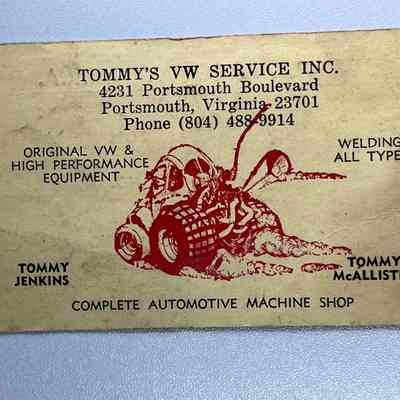 TOMMY'S VW SERVICE INC.
4231 Portsmouth Boulevard
Portsmouth, Virginia 23701
Phone (804) 488-9914
ORIGINAL VW &
HIGH PERFORMANCE
EQUIPMENT
WELDING
ALL TYPE
TOMMY
JENKINS
TOMMY
McALLIST
COMPLETE AUTOMOTIVE MACHINE SHOP